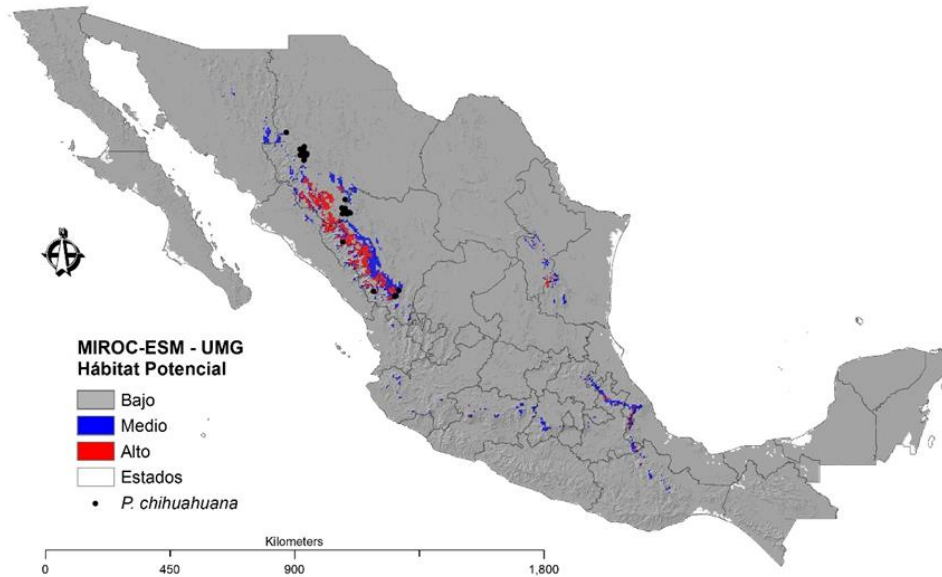 MIROC-ESM - UMG
Hábitat Potencial
Bajo
Medio
Alto
Estados
P. chihuahuana
Kilometers
0 450 900 1,800